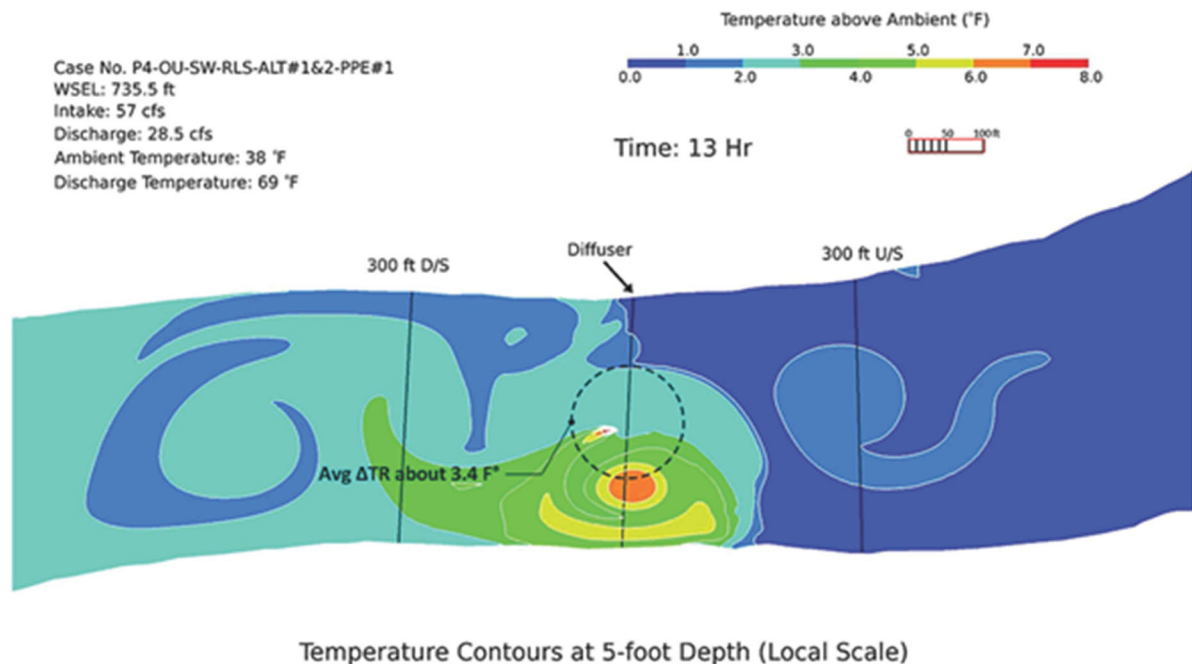 Temperature above Ambient (˚F)
1.0 3.0 5.0 7.0
0.0 2.0 4.0 6.0 8.0
Case No. P4-OU-SW-RLS-ALT#1&2-PPE#1
WSEL: 735.5 ft
Intake: 57 cfs
Discharge: 28.5 cfs
Ambient Temperature: 38 ˚F
Discharge Temperature: 69 ˚F
Time: 13 Hr
0 50 100 ft
Diffuser
300 ft D/S
300 ft U/S
Avg ΔTR about 3.4 F°
Temperature Contours at 5-foot Depth (Local Scale)